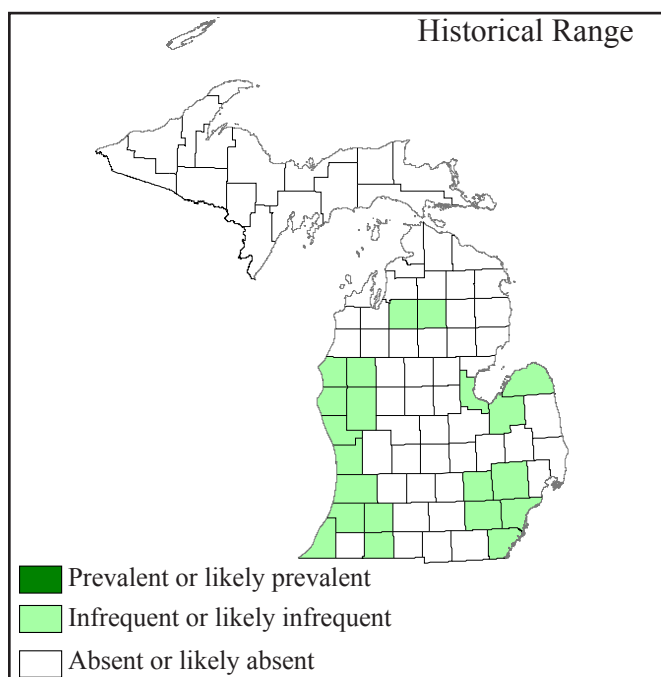 Historical Range
Prevalent or likely prevalent
Infrequent or likely infrequent
Absent or likely absent